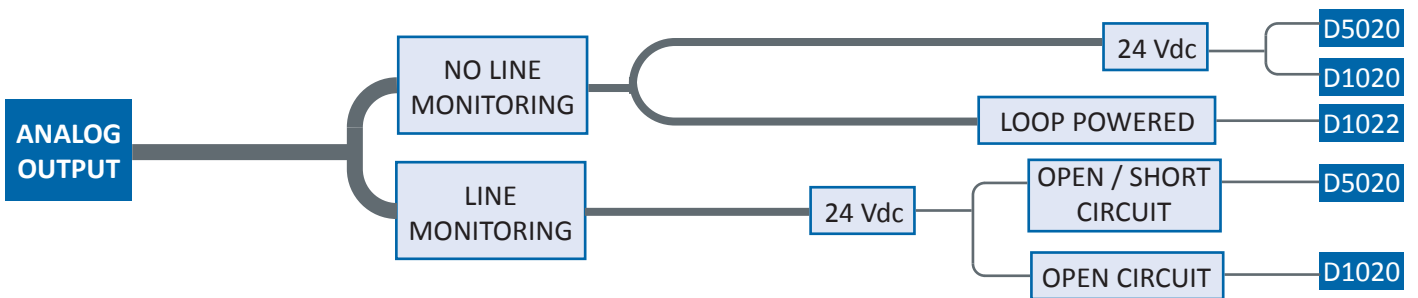 ANALOG
OUTPUT
NO LINE
MONITORING
24 Vdc
D5020
D1020
LOOP POWERED
D1022
LINE
MONITORING
24 Vdc
OPEN / SHORT
CIRCUIT
D5020
OPEN CIRCUIT
D1020